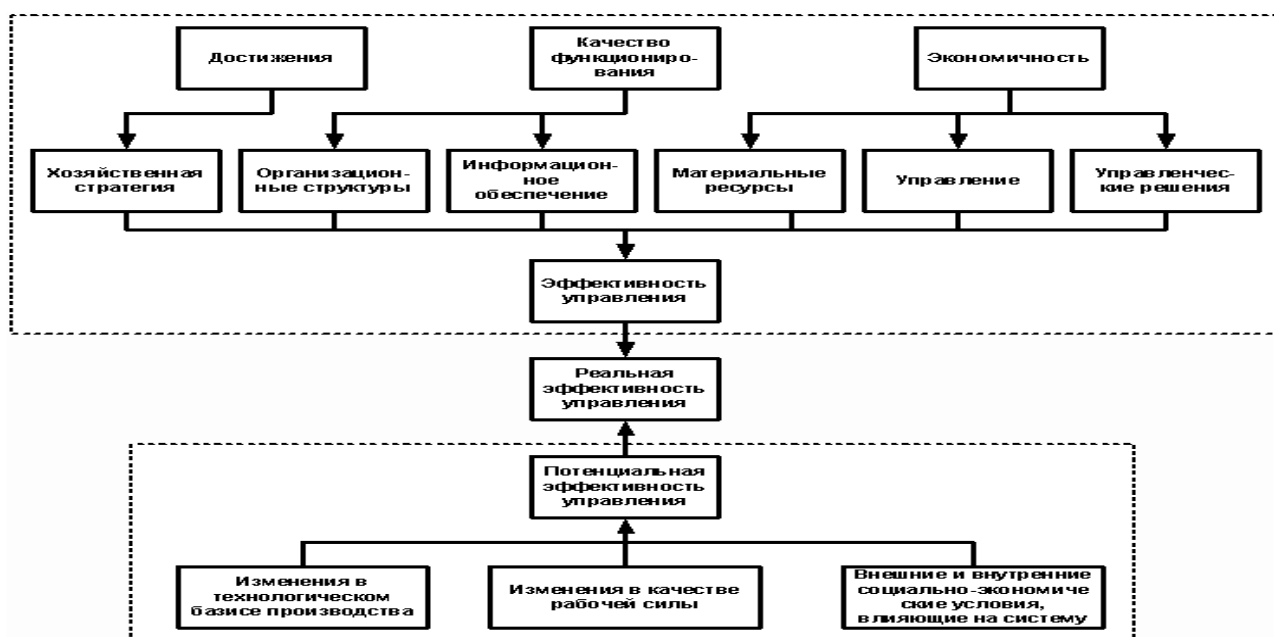 Достижения
Качество
функциониро-
вания
Экономичность
Хозяйственная
стратегия
Организацион-
ные структуры
Информацион-
ное
обеспечение
Материальные
ресурсы
Управление
Управленчес-
кие решения
Эффективность
управления
Реальная
эффективность
управления
Потенциальная
эффективность
управления
Изменения в
технологическом
базисе производства
Изменения в качестве
рабочей силы
Внешние и внутренние
социально-экономиче
ские условия,
влияющие на систему